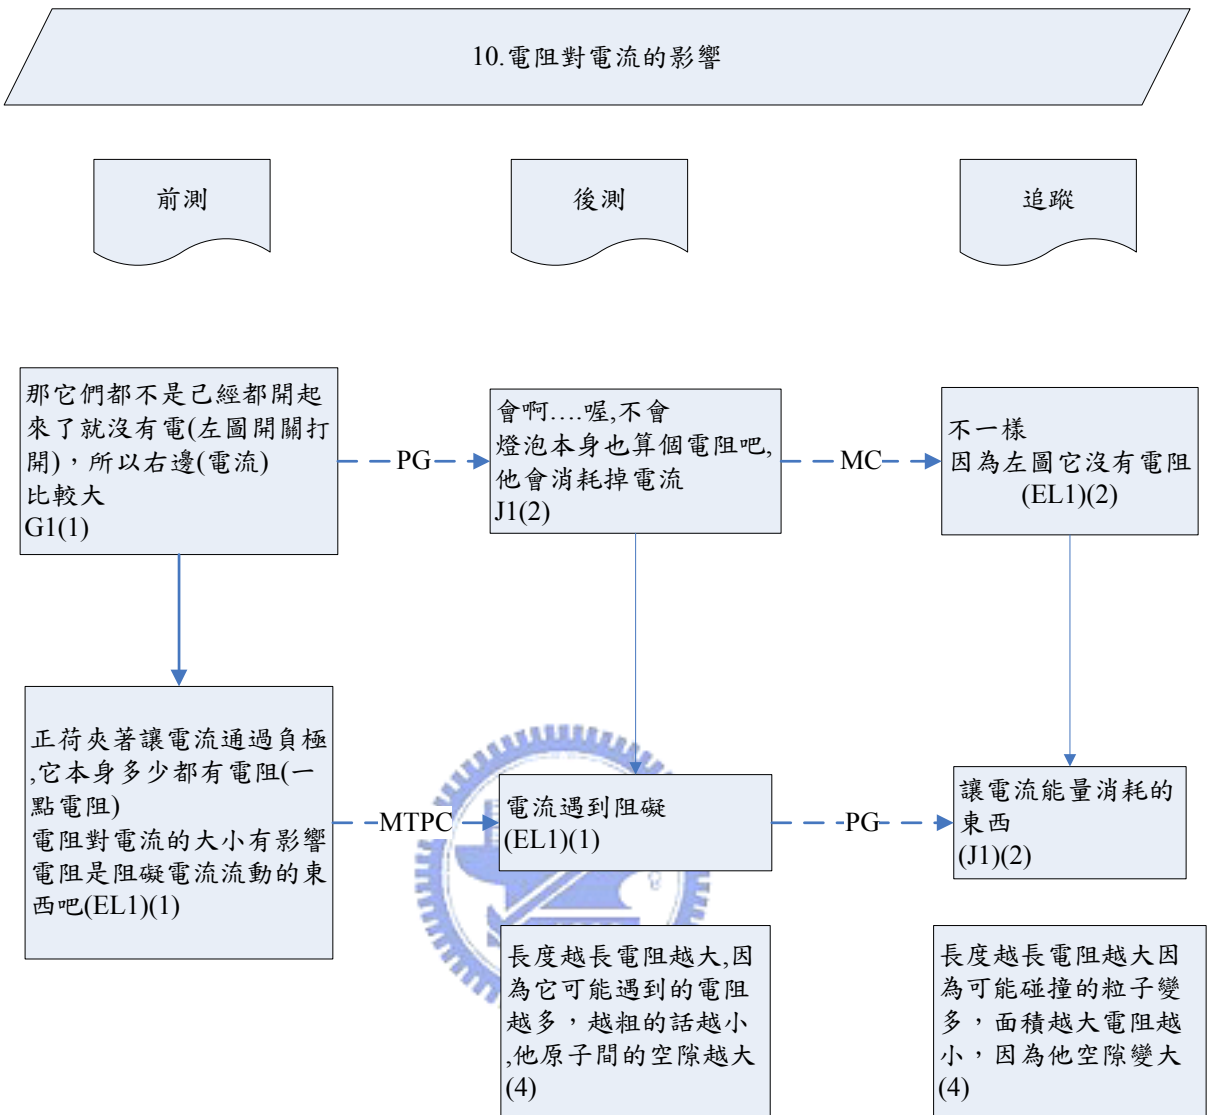 10.電阻對電流的影響
前測
後測
追蹤
那它們都不是已經都開起
來了就沒有電(左圖開關打
開)，所以右邊(電流)
比較大
G1(1)
PG
會啊….喔,不會
燈泡本身也算個電阻吧,
他會消耗掉電流
J1(2)
MC
不一樣
因為左圖它沒有電阻
(EL1)(2)
正荷夾著讓電流通過負極
,它本身多少都有電阻(一
點電阻)
電阻對電流的大小有影響
電阻是阻礙電流流動的東
西吧(EL1)(1)
MTPC
電流遇到阻礙
(EL1)(1)
PG
讓電流能量消耗的
東西
(J1)(2)
長度越長電阻越大,因
為它可能遇到的電阻
越多，越粗的話越小
,他原子間的空隙越大
(4)
長度越長電阻越大因
為可能碰撞的粒子變
多，面積越大電阻越
小，因為他空隙變大
(4)